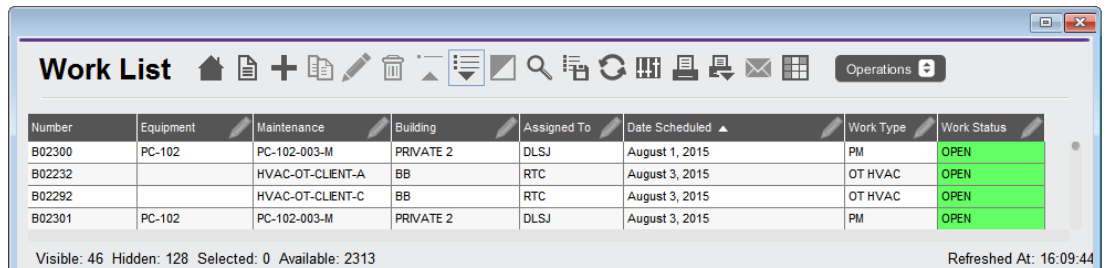 Work List Operations
Number Equipment Maintenance Building Assigned To Date Scheduled Work Type Work Status
B02300 PC-102 PC-102-003-M PRIVATE 2 DLSJ August 1, 2015 PM OPEN
B02232 HVAC-OT-CLIENT-A BB RTC August 3, 2015 OT HVAC OPEN
B02292 HVAC-OT-CLIENT-C BB RTC August 3, 2015 OT HVAC OPEN
B02301 PC-102 PC-102-003-M PRIVATE 2 DLSJ August 3, 2015 PM OPEN
Visible: 46 Hidden: 128 Selected: 0 Available: 2313 Refreshed At: 16:09:44